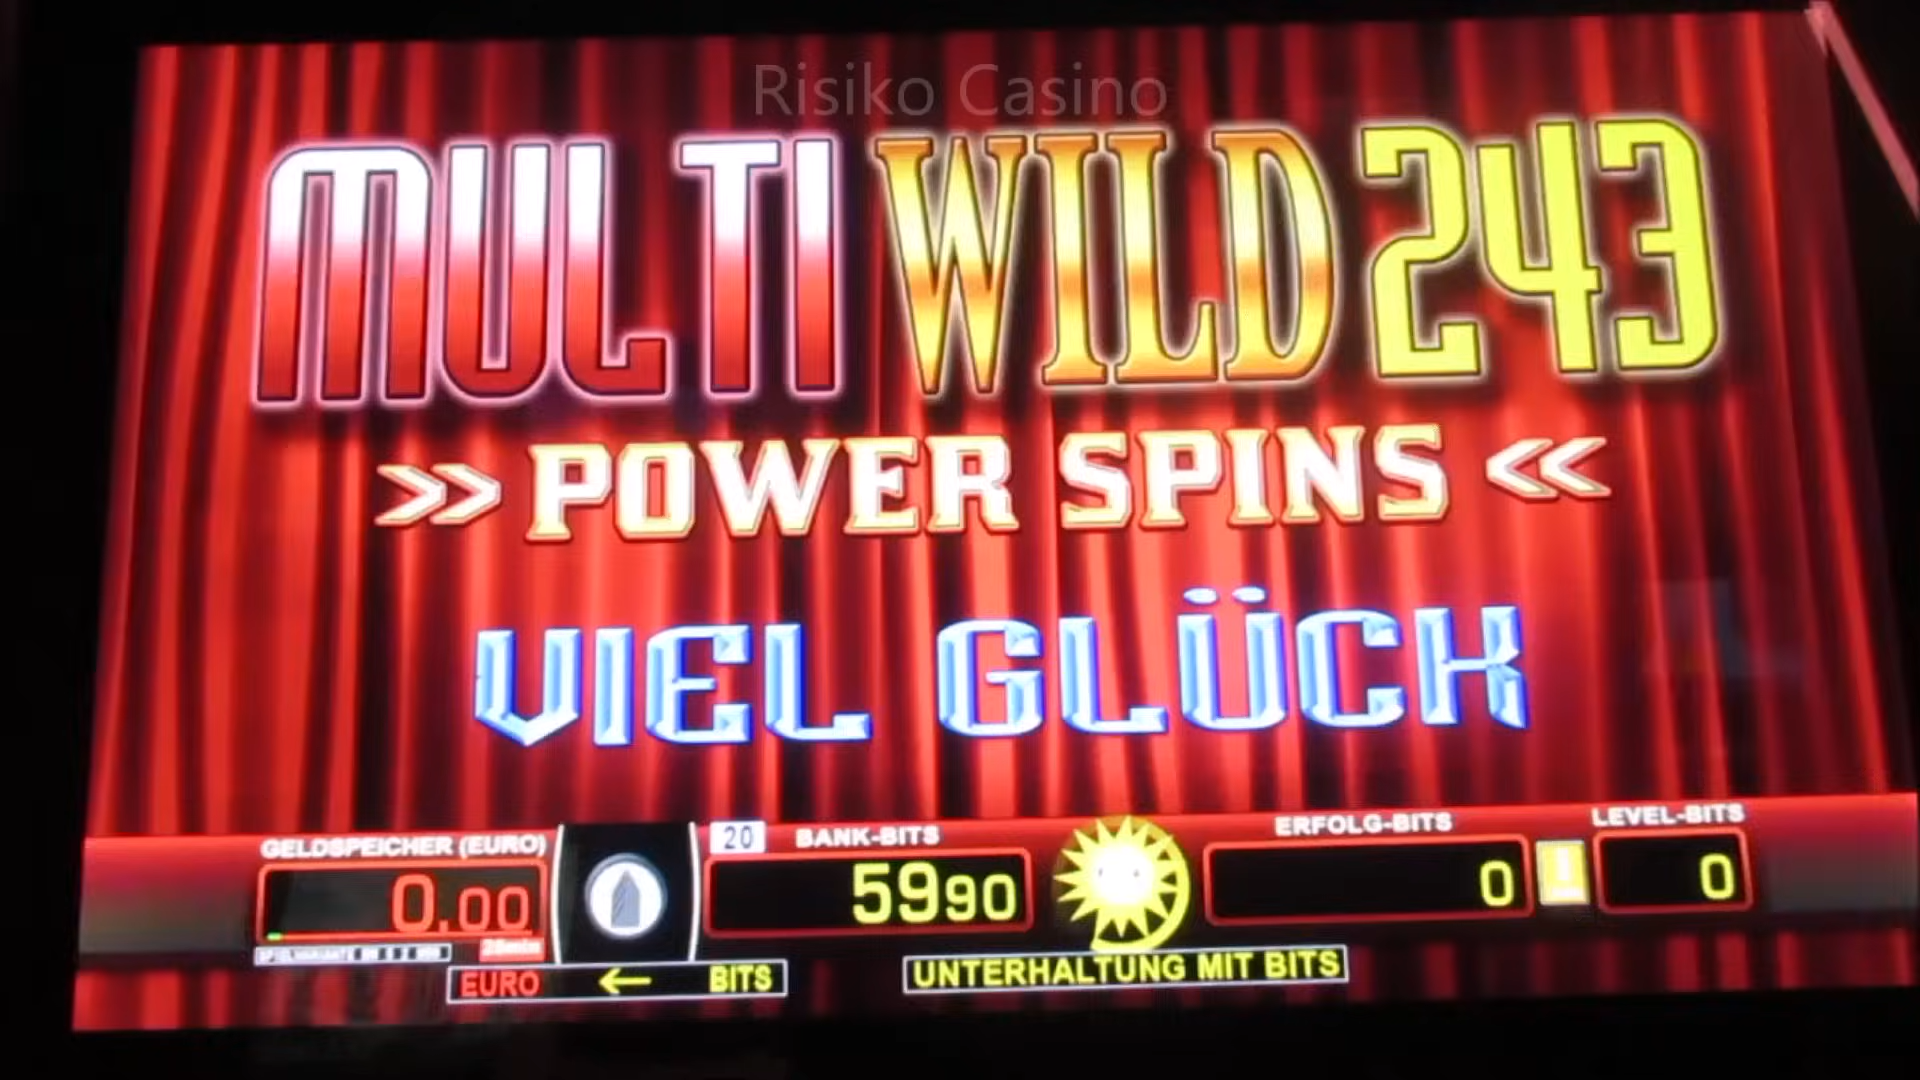 Risiko Casino
MULTI WILD 243
>> POWER SPINS <<
VIEL GLÜCK
GELDSPEICHER (EURO)
20 BANK-BITS
ERFOLG-BITS
LEVEL-BITS
0.00
5990
0
0
EURO ← BITS
UNTERHALTUNG MIT BITS